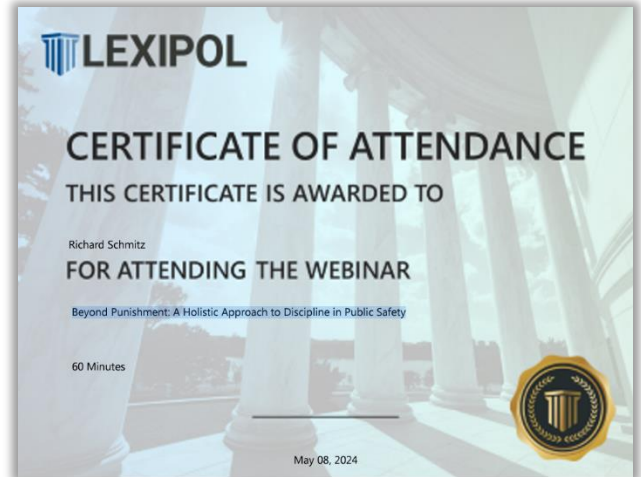 LEXIPOL
CERTIFICATE OF ATTENDANCE
THIS CERTIFICATE IS AWARDED TO
Richard Schmitz
FOR ATTENDING THE WEBINAR
Beyond Punishment: A Holistic Approach to Discipline in Public Safety
60 Minutes
May 08, 2024